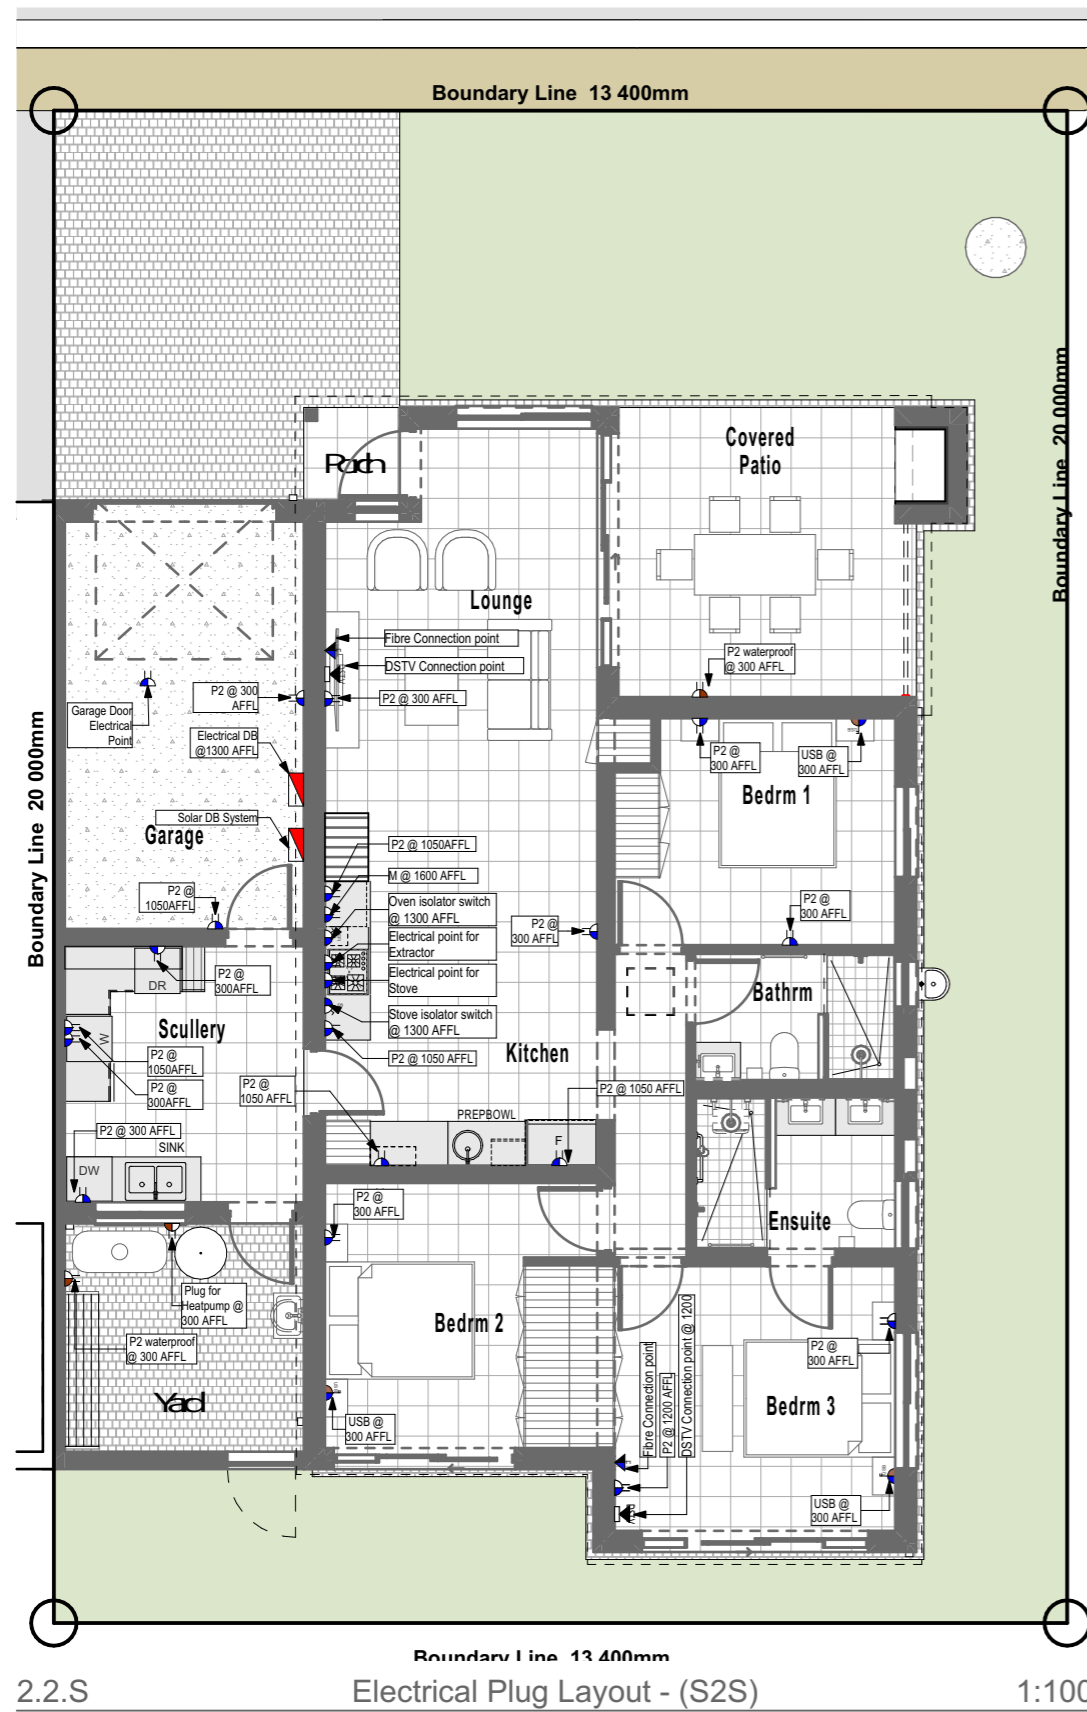 Boundary Line 13 400mm
Boundary Line 20 000mm
Boundary Line 20 000mm
Covered
Patio
Porch
Lounge
Fibre Connection point
DSTV Connection point
P2 @ 300 AFFL
P2 waterproof
@ 300 AFFL
P2 @ 300
AFFL
Garage Door
Electrical
Point
Electrical DB
@1300 AFFL
Solar DB System
Garage
P2 @
1050AFFL
P2 @
300 AFFL
USB @
300 AFFL
Bedrm 1
P2 @
300 AFFL
P2 @ 1050AFFL
M @ 1600 AFFL
Oven isolator switch
@ 1300 AFFL
Electrical point for
Extractor
Electrical point for
Stove
Stove isolator switch
@ 1300 AFFL
P2 @ 1050 AFFL
P2 @
300 AFFL
P2 @
300AFFL
DR
Scullery
W
P2 @
1050AFFL
P2 @
300AFFL
P2 @ 300 AFFL
SINK
DW
Kitchen
P2 @
1050 AFFL
P2 @ 1050 AFFL
PREPBOWL
F
Bathrm
Ensuite
P2 @
300 AFFL
Plug for
Heatpump @
300 AFFL
P2 waterproof
@ 300 AFFL
Yard
Bedrm 2
USB @
300 AFFL
Fibre Connection point
P2 @ 1200 AFFL
DSTV Connection point @ 1200
P2 @
300 AFFL
Bedrm 3
USB @
300 AFFL
Boundary Line 13 400mm
2.2.S
Electrical Plug Layout - (S2S)
1:100